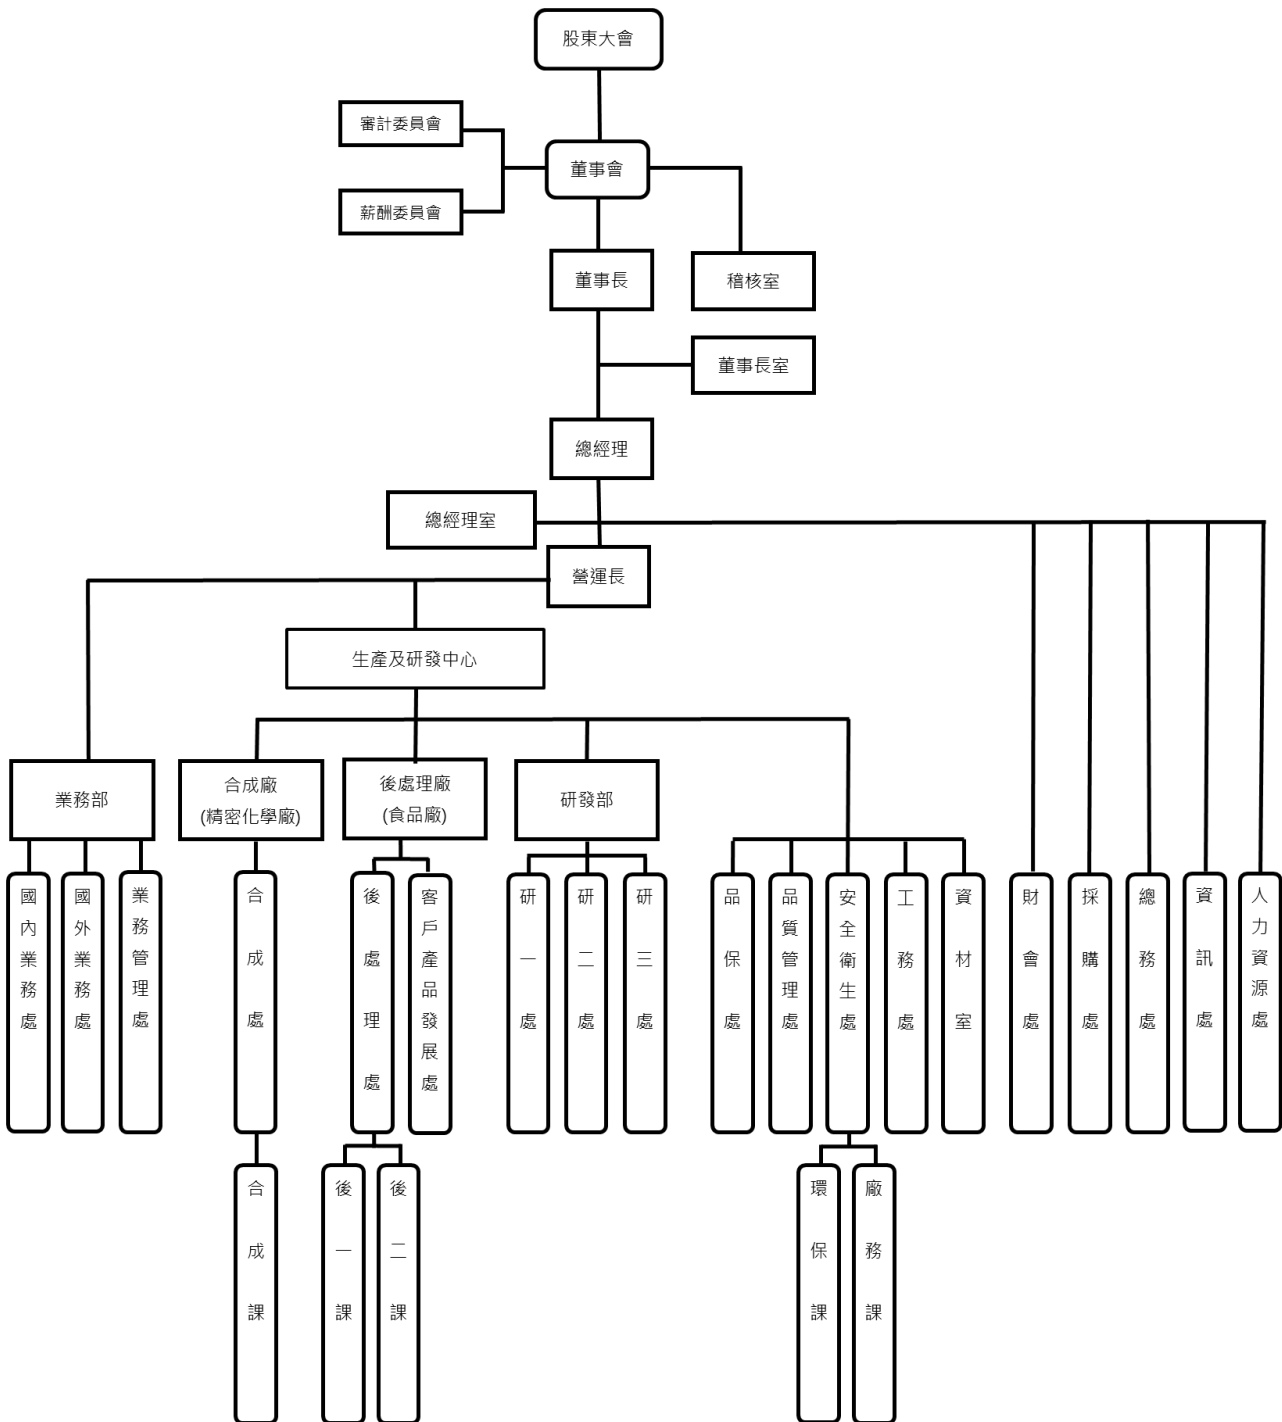 股東大會
審計委員會
董事會
薪酬委員會
董事長
稽核室
董事長室
總經理
總經理室
營運長
生產及研發中心
業務部
合成廠
(精密化學廠)
後處理廠
(食品廠)
研發部
國內業務處
國外業務處
業務管理處
合成處
後處理處
客戶產品發展處
研一處
研二處
研三處
品保處
品質管理處
安全衛生處
工務處
資材室
財會處
採購處
總務處
資訊處
人力資源處
合成課
後一課
後二課
環保課
廠務課